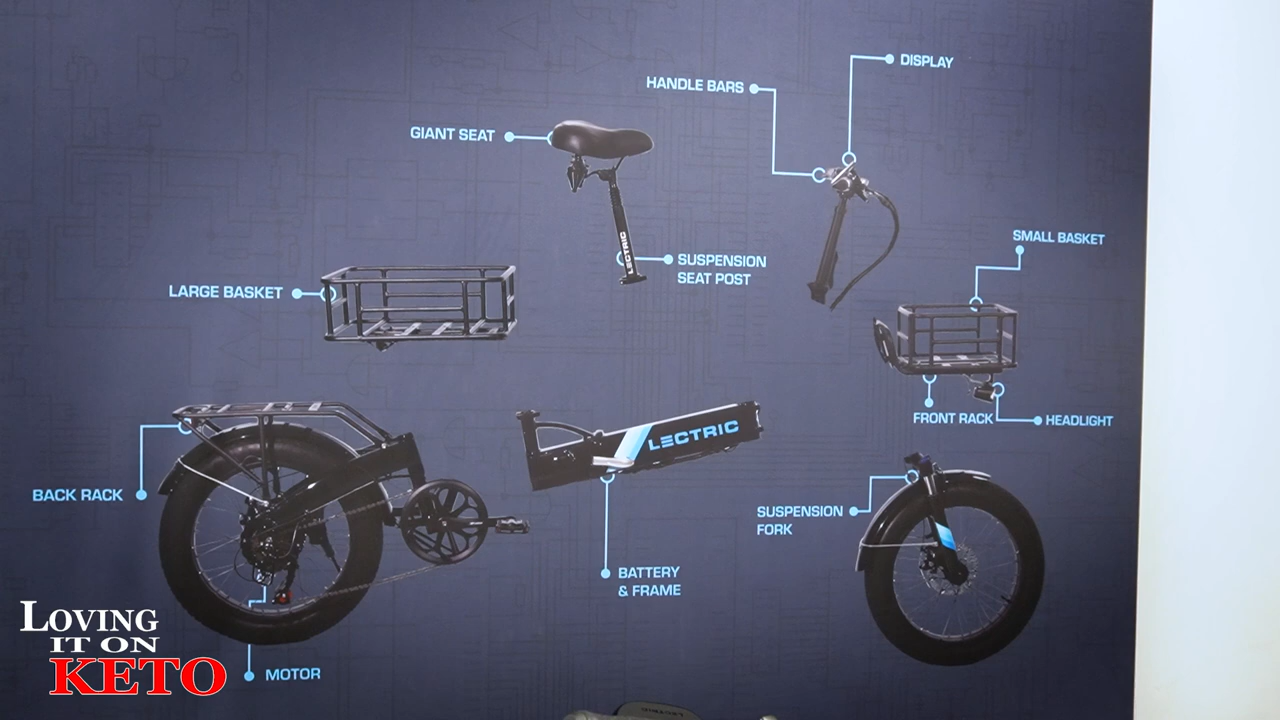 DISPLAY
HANDLE BARS
GIANT SEAT
SMALL BASKET
LECTRIC
SUSPENSION
SEAT POST
LARGE BASKET
FRONT RACK
HEADLIGHT
LECTRIC
BACK RACK
SUSPENSION
FORK
BATTERY
& FRAME
MOTOR
LOVING
IT ON
KETO
LECTRIC